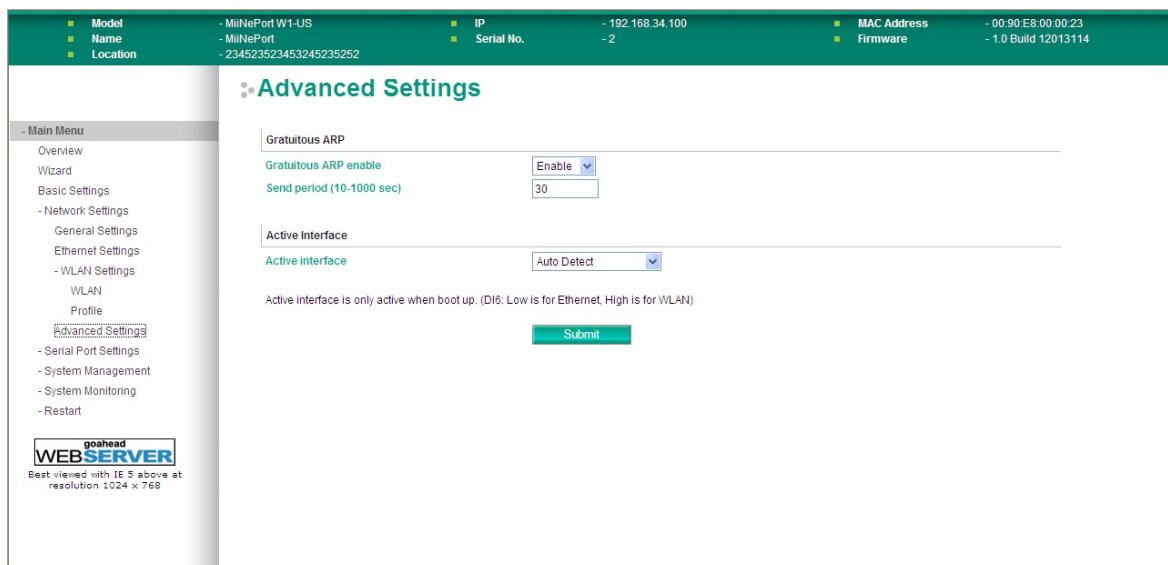 Model - MiiNePort W1-US IP - 192.168.34.100 MAC Address - 00:90:E8:00:00:23
Name - MiiNePort Serial No. - 2 Firmware - 1.0 Build 12013114
Location - 234523523453245235252
Advanced Settings
- Main Menu
Overview
Wizard
Basic Settings
- Network Settings
General Settings
Ethernet Settings
- WLAN Settings
WLAN
Profile
Advanced Settings
- Serial Port Settings
- System Management
- System Monitoring
- Restart
goahead
WEBSERVER
Best viewed with IE 5 above at
resolution 1024 x 768
Gratuitous ARP
Gratuitous ARP enable Enable
Send period (10-1000 sec) 30
Active Interface
Active interface Auto Detect
Active interface is only active when boot up. (DI6: Low is for Ethernet, High is for WLAN)
Submit